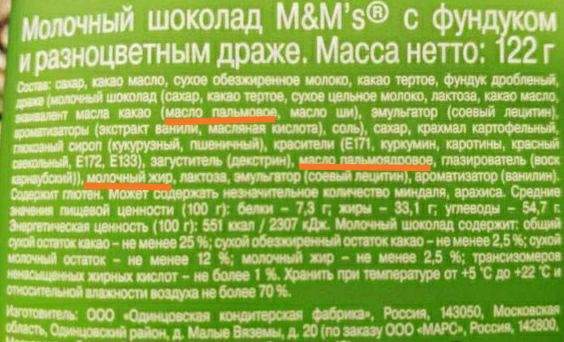 Молочный шоколад M&M's® с фундуком
и разноцветным драже. Масса нетто: 122 г
Состав: сахар, какао масло, сухое обезжиренное молоко, какао тертое, фундук дробленый,
драже (молочный шоколад (сахар, какао тертое, сухое цельное молоко, лактоза, какао масло,
эквивалент масла какао (масло пальмовое, масло ши), эмульгатор (соевый лецитин),
ароматизаторы (экстракт ванили, масляная кислота), соль), сахар, крахмал картофельный,
глюкозный сироп (кукурузный, пшеничный), красители (Е171, куркумин, каротины, красный
свекольный, Е172, Е133), загуститель (декстрин), масло пальмоядровое, глазирователь (воск
карнаубский)), молочный жир, лактоза, эмульгатор (соевый лецитин), ароматизатор (ванилин).
Содержит глютен. Может содержать незначительное количество миндаля, арахиса. Средние
значения пищевой ценности (100 г): белки – 7,3 г; жиры – 33,1 г; углеводы – 54,7 г.
Энергетическая ценность (100 г): 551 ккал / 2307 кДж. Молочный шоколад содержит: общий
сухой остаток какао – не менее 25 %; сухой обезжиренный остаток какао – не менее 2,5 %; сухой
молочный остаток – не менее 12 %; молочный жир – не менее 2,5 %; трансизомеров
ненасыщенных жирных кислот – не более 1 %. Хранить при температуре от +5 °С до +22 °С и
относительной влажности воздуха не более 70 %.
Изготовитель: ООО «Одинцовская кондитерская фабрика», Россия, 143050, Московская
область, Одинцовский район, д. Малые Вяземы, д. 20 (по заказу ООО «МАРС», Россия, 142800,